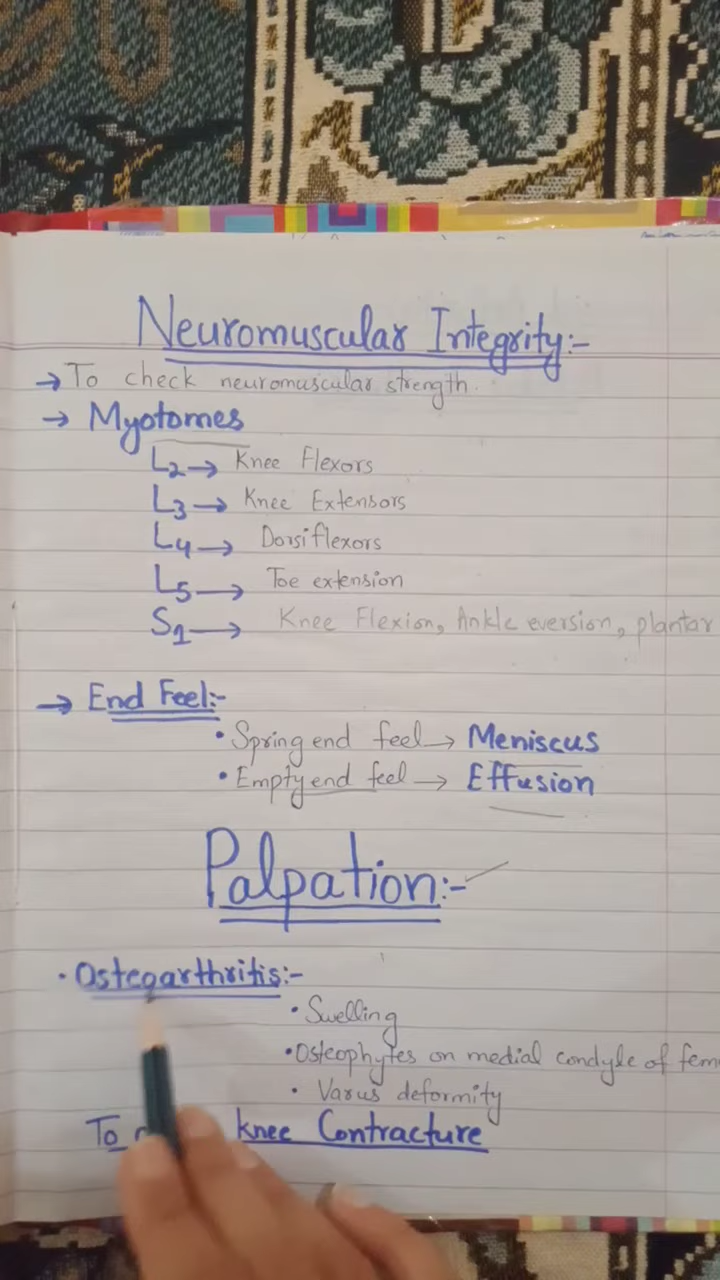 Neuromuscular Integrity:-
→ To check neuromuscular strength.
→ Myotomes
L2 → Knee Flexors
L3 → Knee Extensors
L4 → Dorsiflexors
L5 → Toe extension
S1 → Knee Flexion, Ankle eversion, plantar
→ End Feel:-
• Spring end feel → Meniscus
• Empty end feel → Effusion
Palpation:-
• Osteoarthritis:-
• Swelling
• Osteophytes on medial condyle of fem
• Varus deformity
To knee Contracture